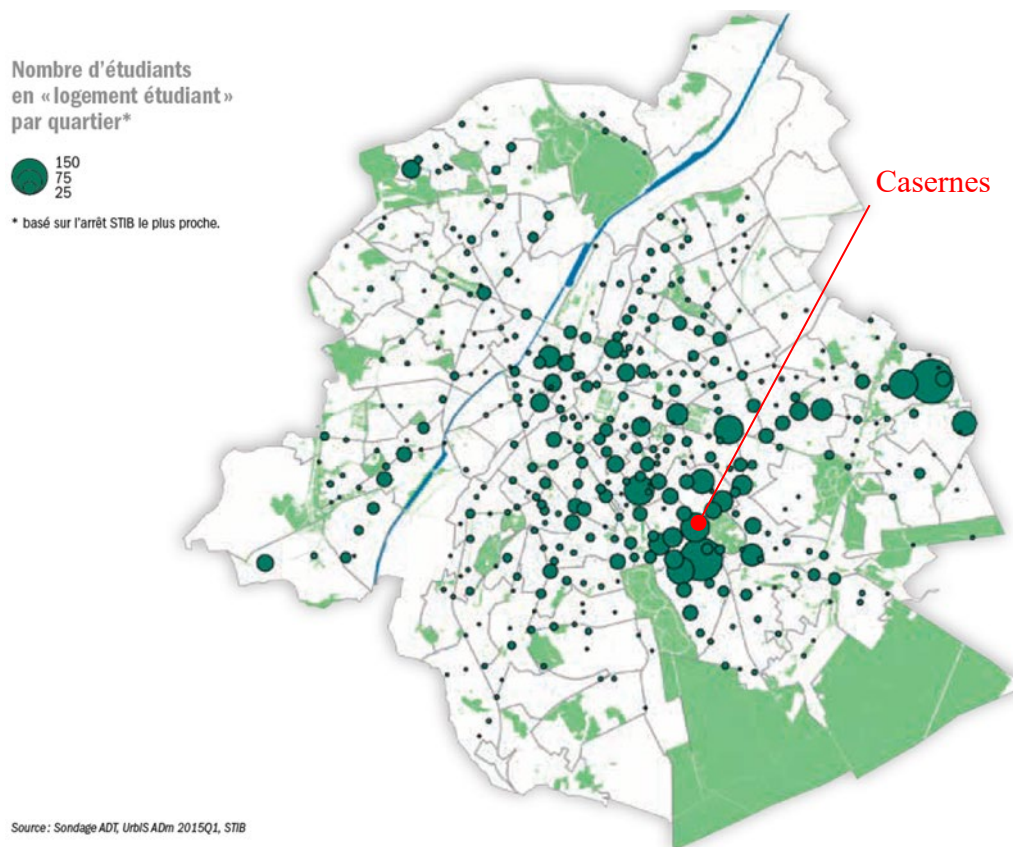 Nombre d'étudiants
en «logement étudiant»
par quartier*
150
75
25
* basé sur l'arrêt STIB le plus proche.
Casernes
Source: Sondage ADT, UrbIS ADm 2015Q1, STIB